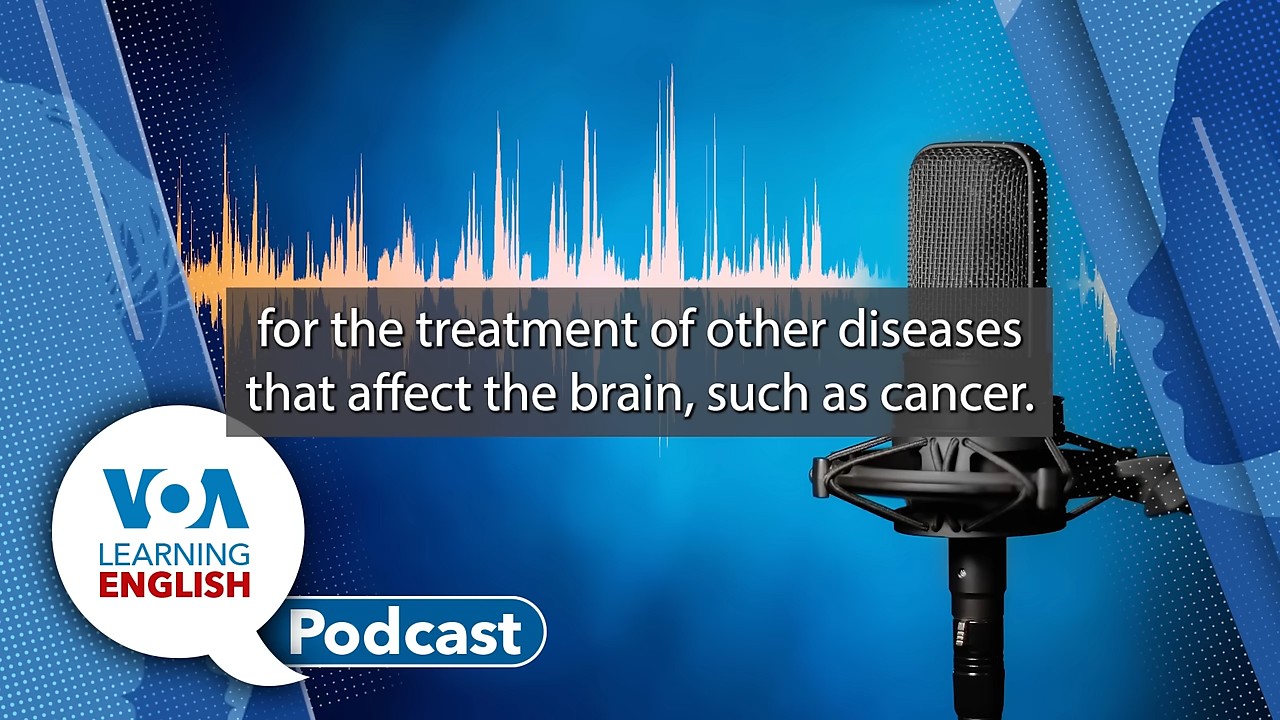 for the treatment of other diseases
that affect the brain, such as cancer.
VOA
LEARNING
ENGLISH
Podcast